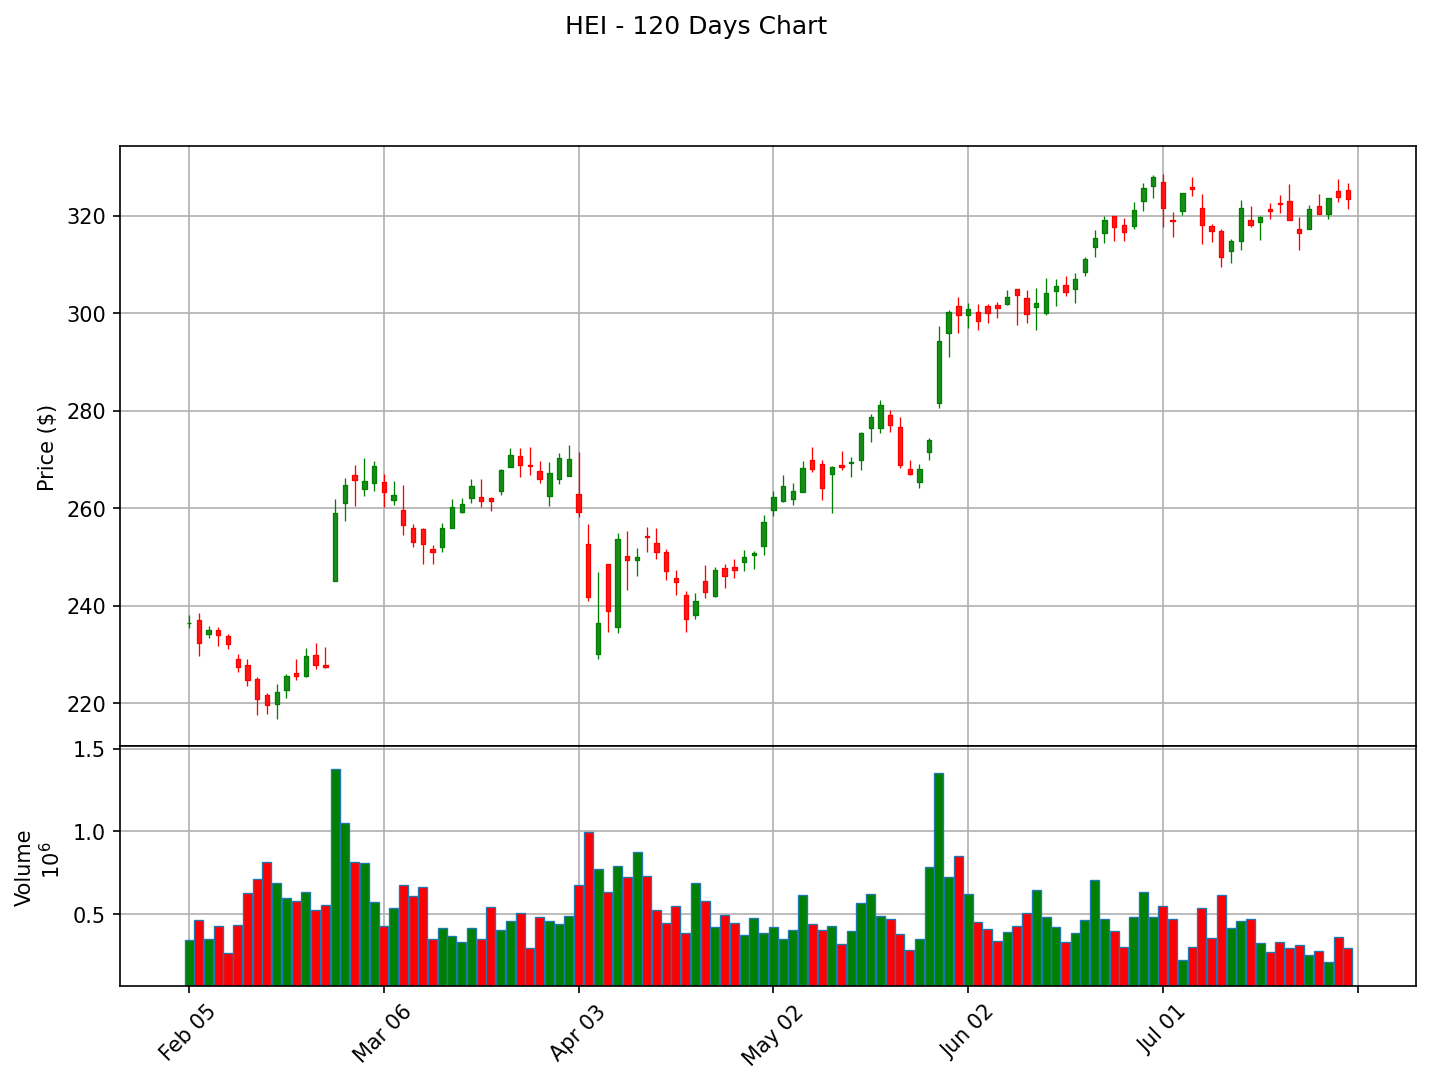 HEI - 120 Days Chart
Price ($)
320
300
280
260
240
220
Volume
10^6
1.5
1.0
0.5
Feb 05
Mar 06
Apr 03
May 02
Jun 02
Jul 01